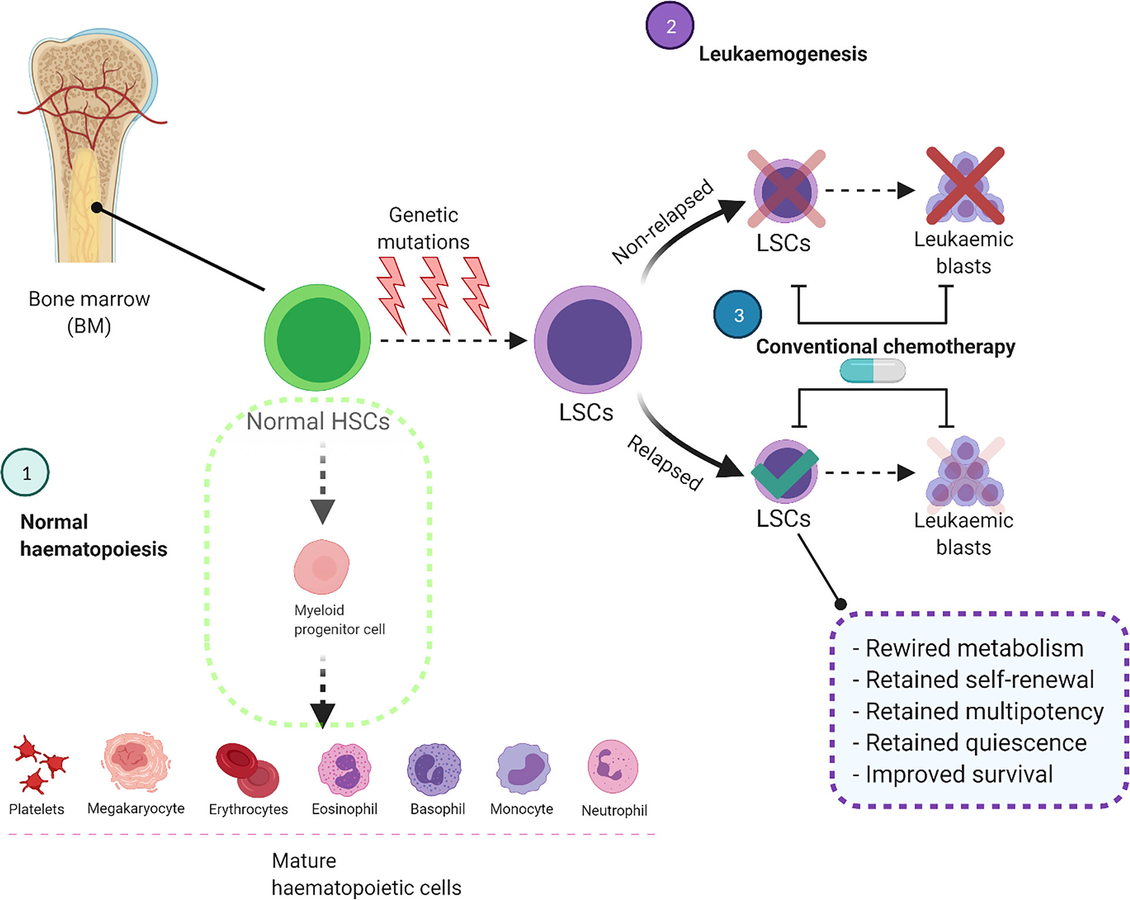 2
Leukaemogenesis
Genetic
mutations
Non-relapsed
LSCs
Leukaemic
blasts
Bone marrow
(BM)
3
Conventional chemotherapy
LSCs
Normal HSCs
Relapsed
LSCs
Leukaemic
blasts
1
Normal
haematopoiesis
Myeloid
progenitor cell
- Rewired metabolism
- Retained self-renewal
- Retained multipotency
- Retained quiescence
- Improved survival
Platelets
Megakaryocyte
Erythrocytes
Eosinophil
Basophil
Monocyte
Neutrophil
Mature
haematopoietic cells